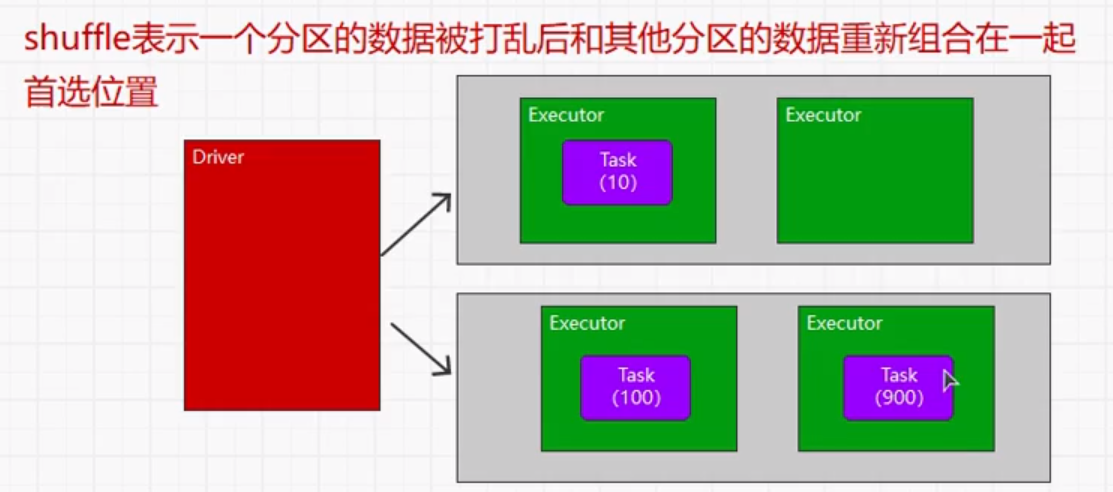 shuffle表示一个分区的数据被打乱后和其他分区的数据重新组合在一起
首选位置
Driver
Executor
Task
(10)
Executor
Executor
Task
(100)
Executor
Task
(900)